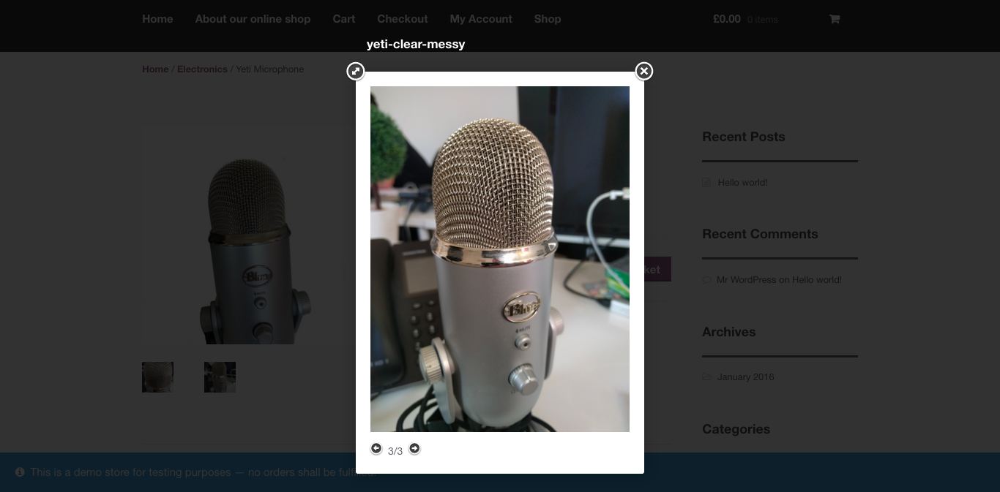 Home About our online shop Cart Checkout My Account Shop £0.00 0 items
yeti-clear-messy
Home / Electronics / Yeti Microphone
Recent Posts
Hello world!
Recent Comments
Mr WordPress on Hello world!
Archives
January 2016
Categories
Blue
MUTE
3/3
This is a demo store for testing purposes — no orders shall be